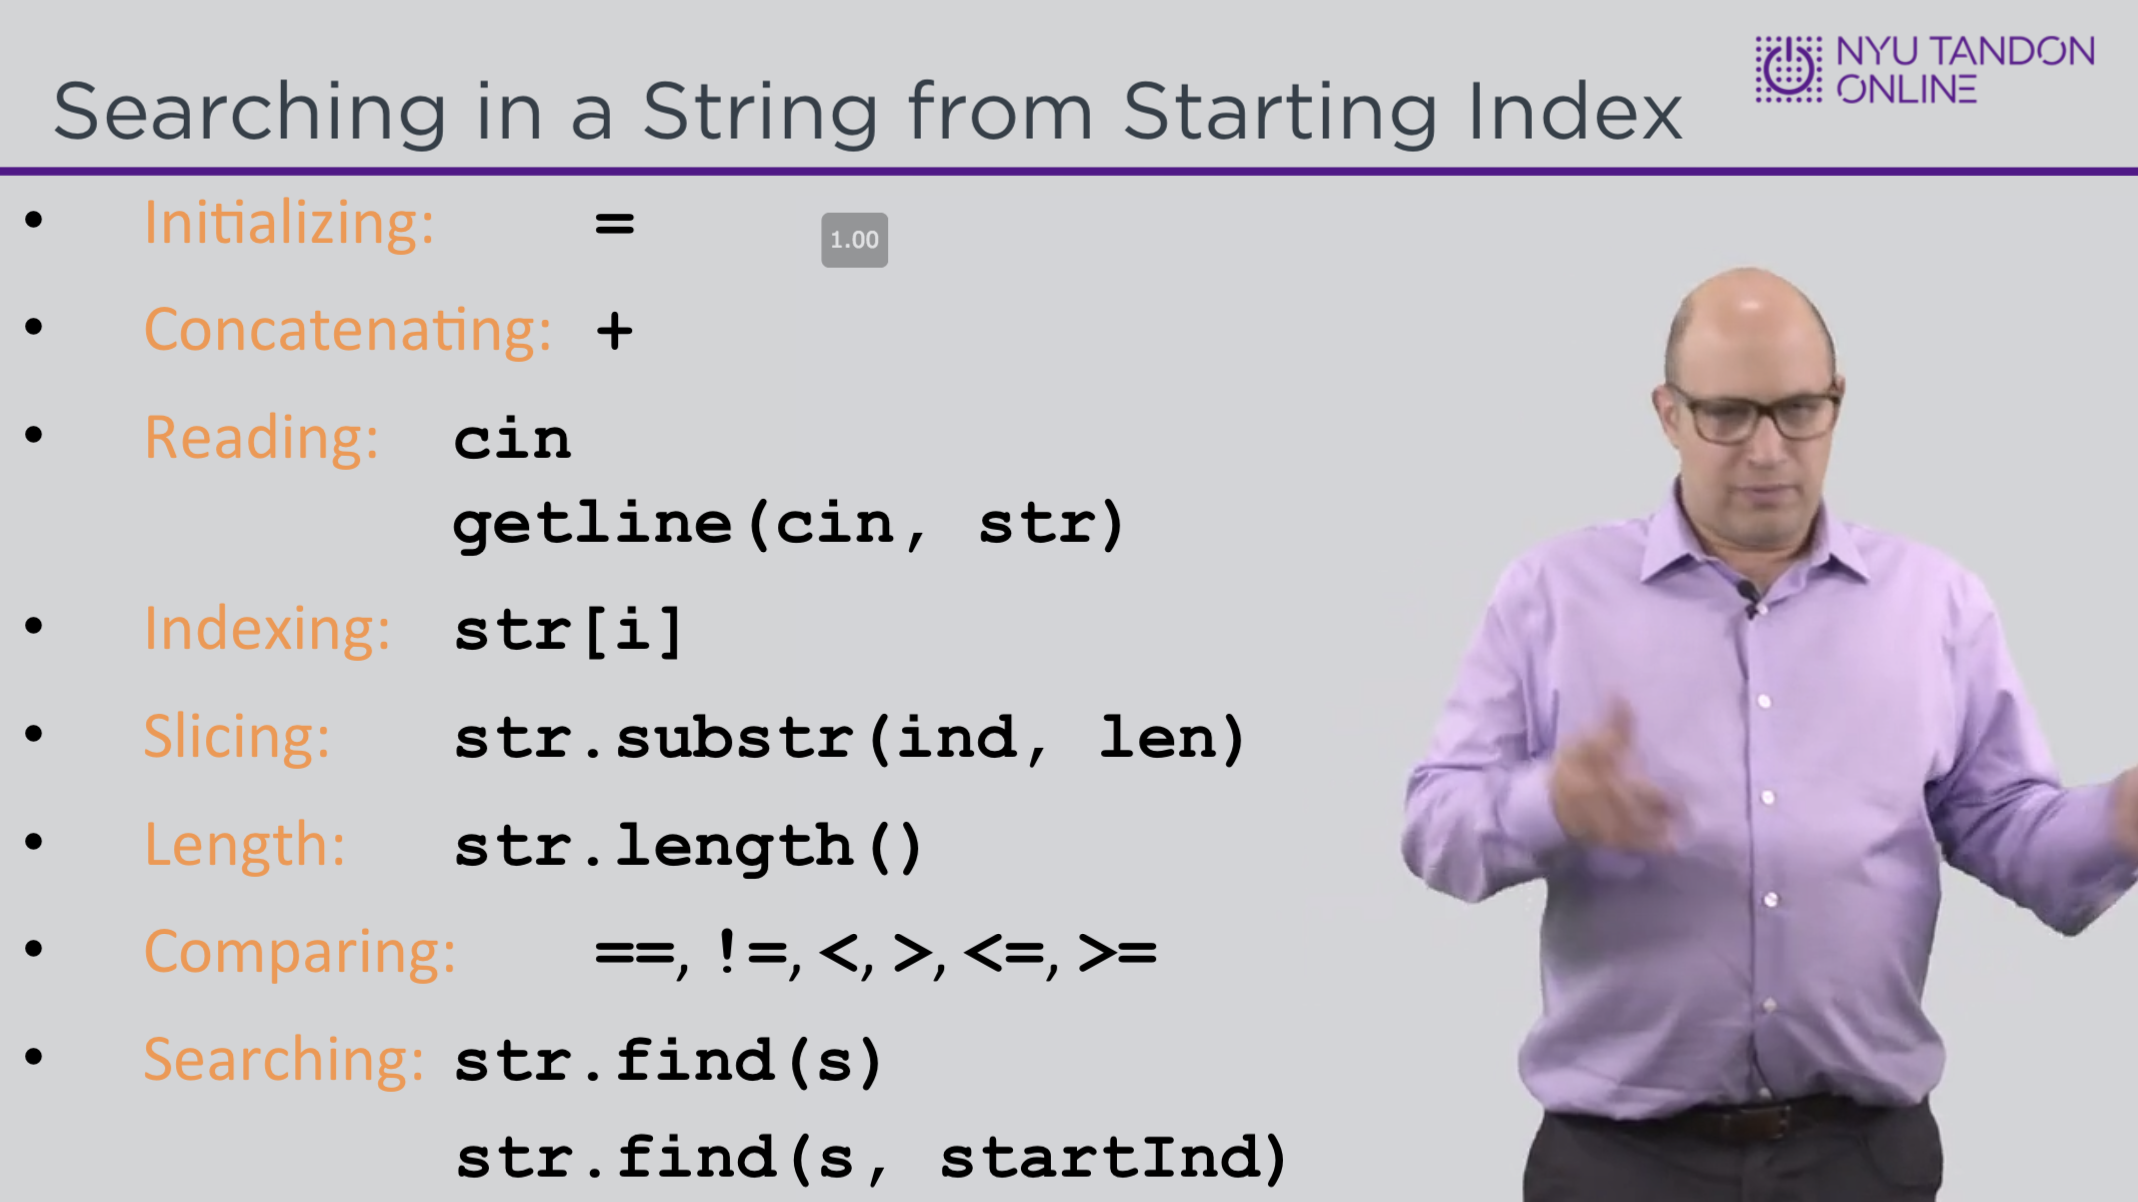 Searching in a String from Starting Index
NYU TANDON
ONLINE
• Initializing: =
1.00
• Concatenating: +
• Reading: cin
getline(cin, str)
• Indexing: str[i]
• Slicing: str.substr(ind, len)
• Length: str.length()
• Comparing: ==, !=, <, >, <=, >=
• Searching: str.find(s)
str.find(s, startInd)